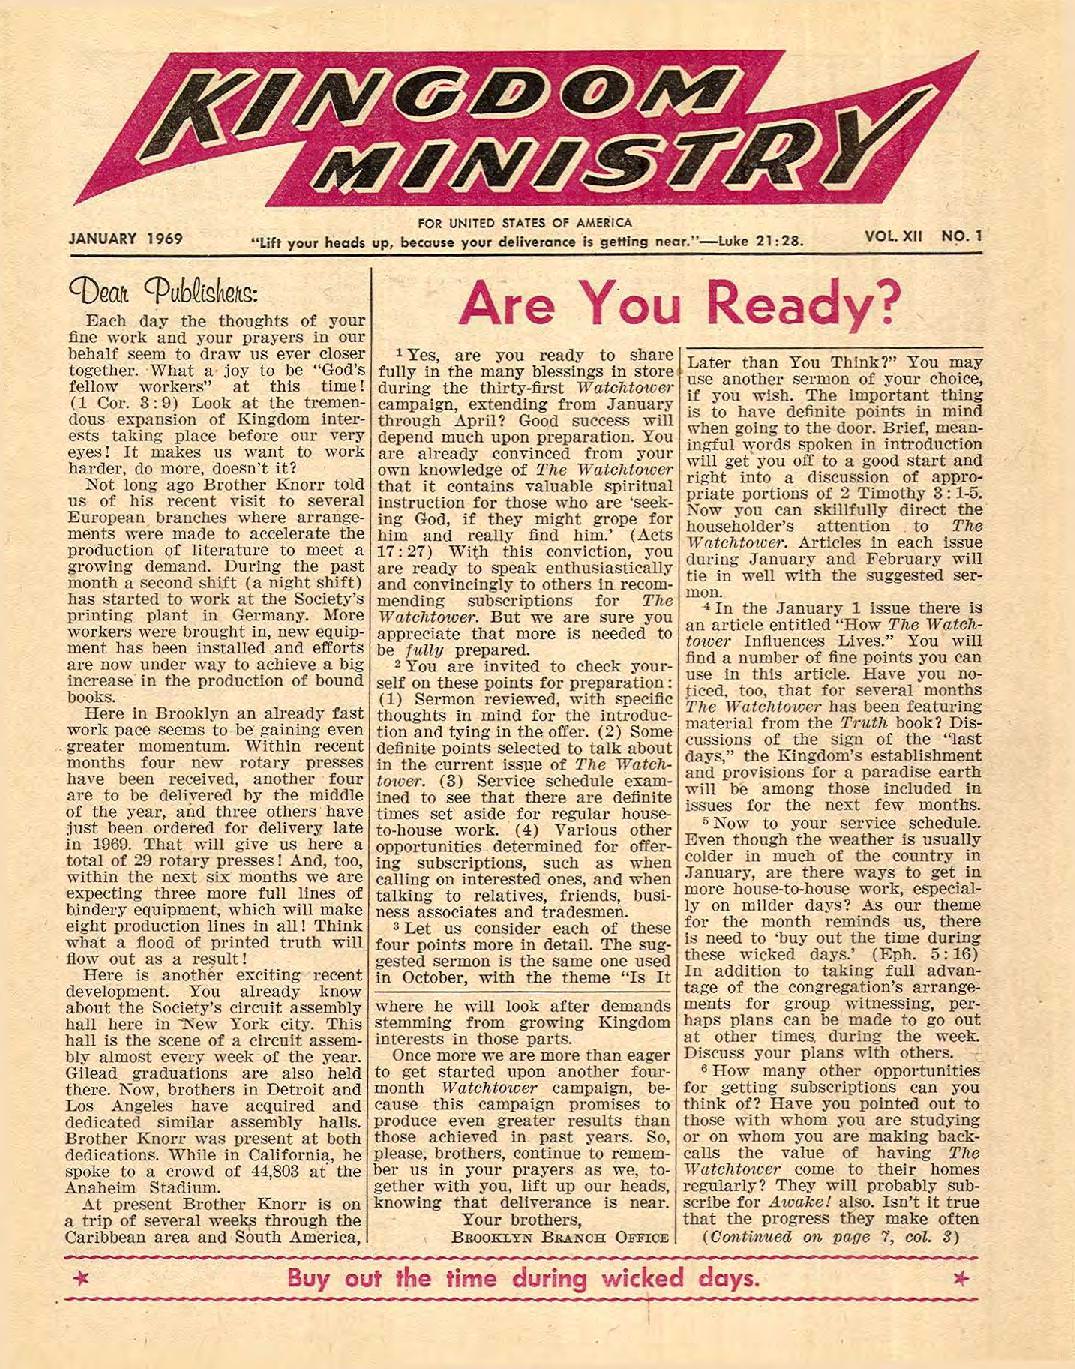 KINGDOM
MINISTRY
FOR UNITED STATES OF AMERICA
JANUARY 1969
"Lift your heads up, because your deliverance is getting near."—Luke 21:28.
VOL. XII NO. 1
Dear Publishers:
Each day the thoughts of your
fine work and your prayers in our
behalf seem to draw us ever closer
together. What a joy to be "God's
fellow workers" at this time!
(1 Cor. 3:9) Look at the tremen-
dous expansion of Kingdom inter-
ests taking place before our very
eyes! It makes us want to work
harder, do more, doesn't it?
Not long ago Brother Knorr told
us of his recent visit to several
European branches where arrange-
ments were made to accelerate the
production of literature to meet a
growing demand. During the past
month a second shift (a night shift)
has started to work at the Society's
printing plant in Germany. More
workers were brought in, new equip-
ment has been installed and efforts
are now under way to achieve a big
increase in the production of bound
books.
Here in Brooklyn an already fast
work pace seems to be gaining even
greater momentum. Within recent
months four new rotary presses
have been received, another four
are to be delivered by the middle
of the year, and three others have
just been ordered for delivery late
in 1969. That will give us here a
total of 29 rotary presses! And, too,
within the next six months we are
expecting three more full lines of
bindery equipment, which will make
eight production lines in all! Think
what a flood of printed truth will
flow out as a result!
Here is another exciting recent
development. You already know
about the Society's circuit assembly
hall here in New York city. This
hall is the scene of a circuit assem-
bly almost every week of the year.
Gilead graduations are also held
there. Now, brothers in Detroit and
Los Angeles have acquired and
dedicated similar assembly halls.
Brother Knorr was present at both
dedications. While in California, he
spoke to a crowd of 44,803 at the
Anaheim Stadium.
At present Brother Knorr is on
a trip of several weeks through the
Caribbean area and South America,
where he will look after demands
stemming from growing Kingdom
interests in those parts.
Once more we are more than eager
to get started upon another four-
month Watchtower campaign, be-
cause this campaign promises to
produce even greater results than
those achieved in past years. So,
please, brothers, continue to remem-
ber us in your prayers as we, to-
gether with you, lift up our heads,
knowing that deliverance is near.
Your brothers,
BROOKLYN BRANCH OFFICE
Are You Ready?
1 Yes, are you ready to share
fully in the many blessings in store
during the thirty-first Watchtower
campaign, extending from January
through April? Good success will
depend much upon preparation. You
are already convinced from your
own knowledge of The Watchtower
that it contains valuable spiritual
instruction for those who are 'seek-
ing God, if they might grope for
him and really find him.' (Acts
17:27) With this conviction, you
are ready to speak enthusiastically
and convincingly to others in recom-
mending subscriptions for The
Watchtower. But we are sure you
appreciate that more is needed to
be fully prepared.
2 You are invited to check your-
self on these points for preparation:
(1) Sermon reviewed, with specific
thoughts in mind for the introduc-
tion and tying in the offer. (2) Some
definite points selected to talk about
in the current issue of The Watch-
tower. (3) Service schedule exam-
ined to see that there are definite
times set aside for regular house-
to-house work. (4) Various other
opportunities determined for offer-
ing subscriptions, such as when
calling on interested ones, and when
talking to relatives, friends, busi-
ness associates and tradesmen.
3 Let us consider each of these
four points more in detail. The sug-
gested sermon is the same one used
in October, with the theme "Is It
Later than You Think?" You may
use another sermon of your choice,
if you wish. The important thing
is to have definite points in mind
when going to the door. Brief, mean-
ingful words spoken in introduction
will get you off to a good start and
right into a discussion of appro-
priate portions of 2 Timothy 3:1-5.
Now you can skillfully direct the
householder's attention to The
Watchtower. Articles in each issue
during January and February will
tie in well with the suggested ser-
mon.
4 In the January 1 issue there is
an article entitled "How The Watch-
tower Influences Lives." You will
find a number of fine points you can
use in this article. Have you no-
ticed, too, that for several months
The Watchtower has been featuring
material from the Truth book? Dis-
cussions of the sign of the "last
days," the Kingdom's establishment
and provisions for a paradise earth
will be among those included in
issues for the next few months.
5 Now to your service schedule.
Even though the weather is usually
colder in much of the country in
January, are there ways to get in
more house-to-house work, especial-
ly on milder days? As our theme
for the month reminds us, there
is need to 'buy out the time during
these wicked days.' (Eph. 5:16)
In addition to taking full advan-
tage of the congregation's arrange-
ments for group witnessing, per-
haps plans can be made to go out
at other times, during the week.
Discuss your plans with others.
6 How many other opportunities
for getting subscriptions can you
think of? Have you pointed out to
those with whom you are studying
or on whom you are making back-
calls the value of having The
Watchtower come to their homes
regularly? They will probably sub-
scribe for Awake! also. Isn't it true
that the progress they make often
(Continued on page 7, col. 3)
* Buy out the time during wicked days. *